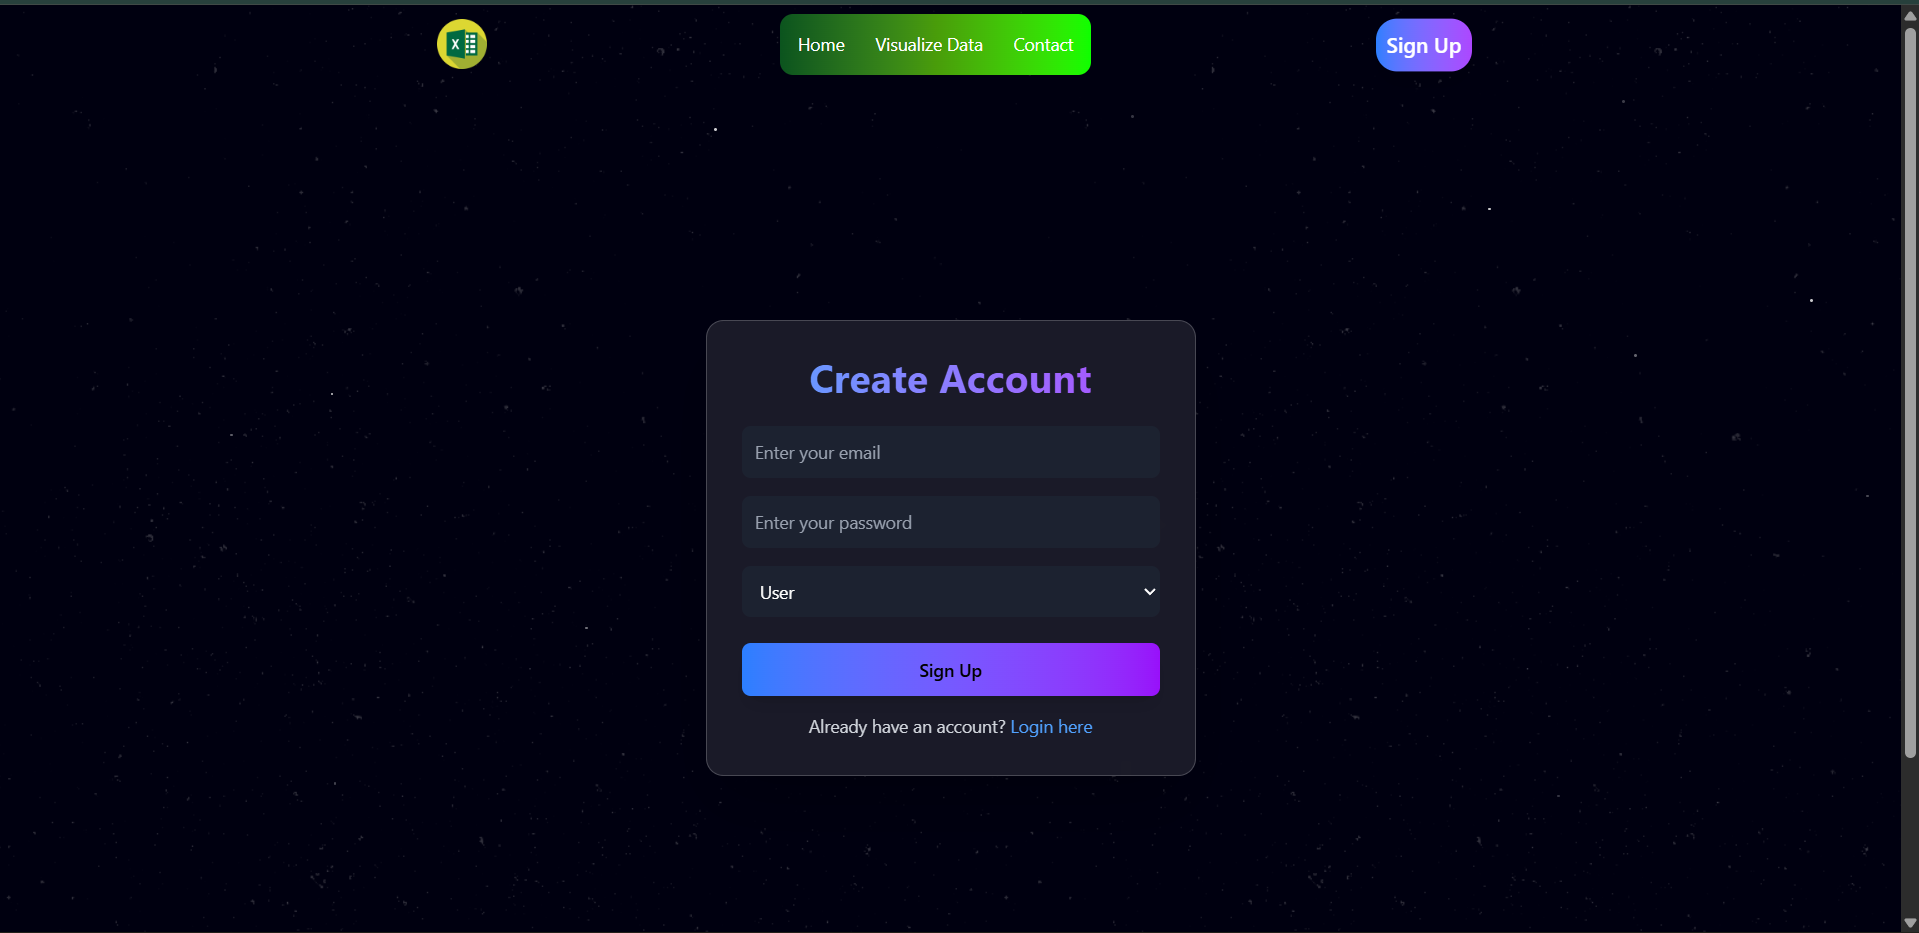 X
Home Visualize Data Contact
Sign Up
Create Account
Enter your email
Enter your password
User
Sign Up
Already have an account? Login here